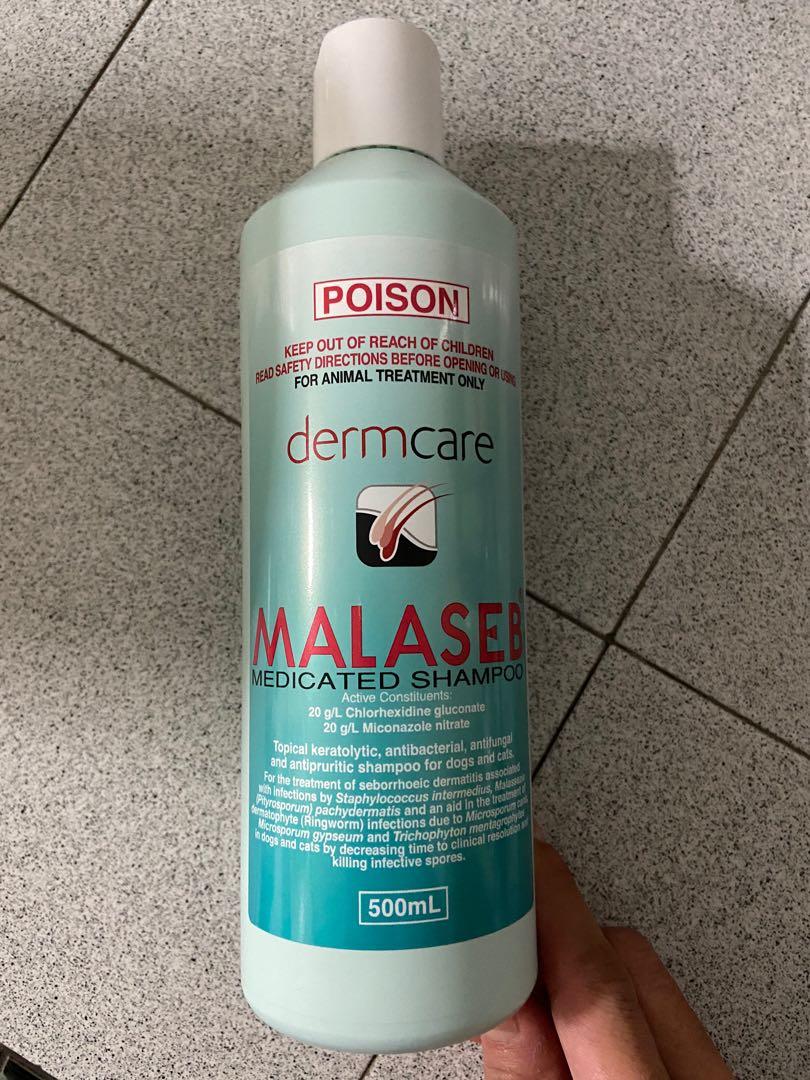 POISON
KEEP OUT OF REACH OF CHILDREN
READ SAFETY DIRECTIONS BEFORE OPENING OR USING
FOR ANIMAL TREATMENT ONLY
dermcare
MALASEB®
MEDICATED SHAMPOO
Active Constituents:
20 g/L Chlorhexidine gluconate
20 g/L Miconazole nitrate
Topical keratolytic, antibacterial, antifungal
and antipruritic shampoo for dogs and cats.
For the treatment of seborrhoeic dermatitis associated
with infections by Staphylococcus intermedius, Malassezia
(Pityrosporum) pachydermatis and an aid in the treatment of
dermatophyte (Ringworm) infections due to Microsporum
Microsporum gypseum and Trichophyton mentagrophytes
in dogs and cats by decreasing time to clinical resolution and
killing infective spores.
500mL